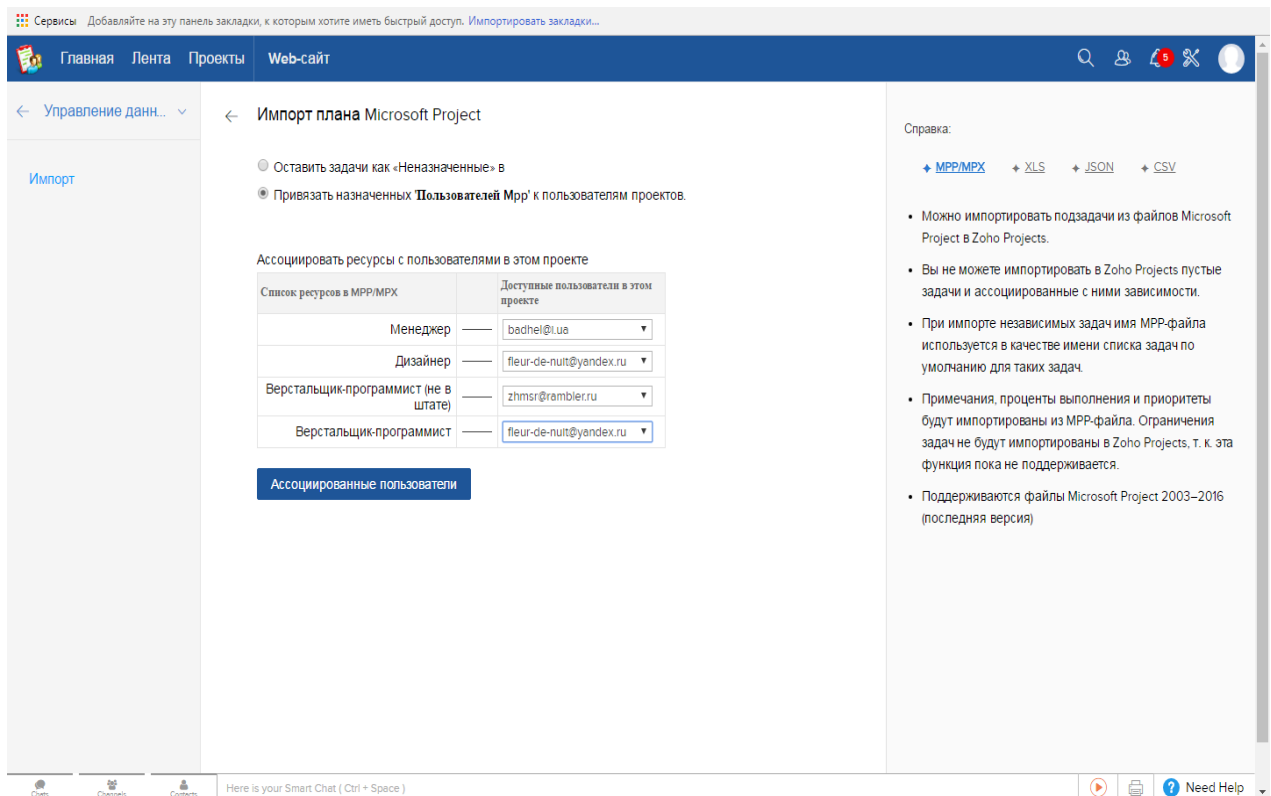 Сервисы Добавляйте на эту панель закладки, к которым хотите иметь быстрый доступ. Импортировать закладки...
Главная Лента Проекты Web-сайт
5
Управление данн...
Импорт
Импорт плана Microsoft Project
Оставить задачи как «Неназначенные» в
Привязать назначенных 'Пользователей Mpp' к пользователям проектов.
Ассоциировать ресурсы с пользователями в этом проекте
Список ресурсов в MPP/MPX
Доступные пользователи в этом
проекте
Менеджер badhel@i.ua
Дизайнер fleur-de-nuit@yandex.ru
Верстальщик-программист (не в
штате) zhmsr@rambler.ru
Верстальщик-программист fleur-de-nuit@yandex.ru
Ассоциированные пользователи
Справка:
MPP/MPX XLS JSON CSV
• Можно импортировать подзадачи из файлов Microsoft
Project в Zoho Projects.
• Вы не можете импортировать в Zoho Projects пустые
задачи и ассоциированные с ними зависимости.
• При импорте независимых задач имя MPP-файла
используется в качестве имени списка задач по
умолчанию для таких задач.
• Примечания, проценты выполнения и приоритеты
будут импортированы из MPP-файла. Ограничения
задач не будут импортированы в Zoho Projects, т. к. эта
функция пока не поддерживается.
• Поддерживаются файлы Microsoft Project 2003–2016
(последняя версия)
Chats Channels Contacts
Here is your Smart Chat ( Ctrl + Space )
Need Help